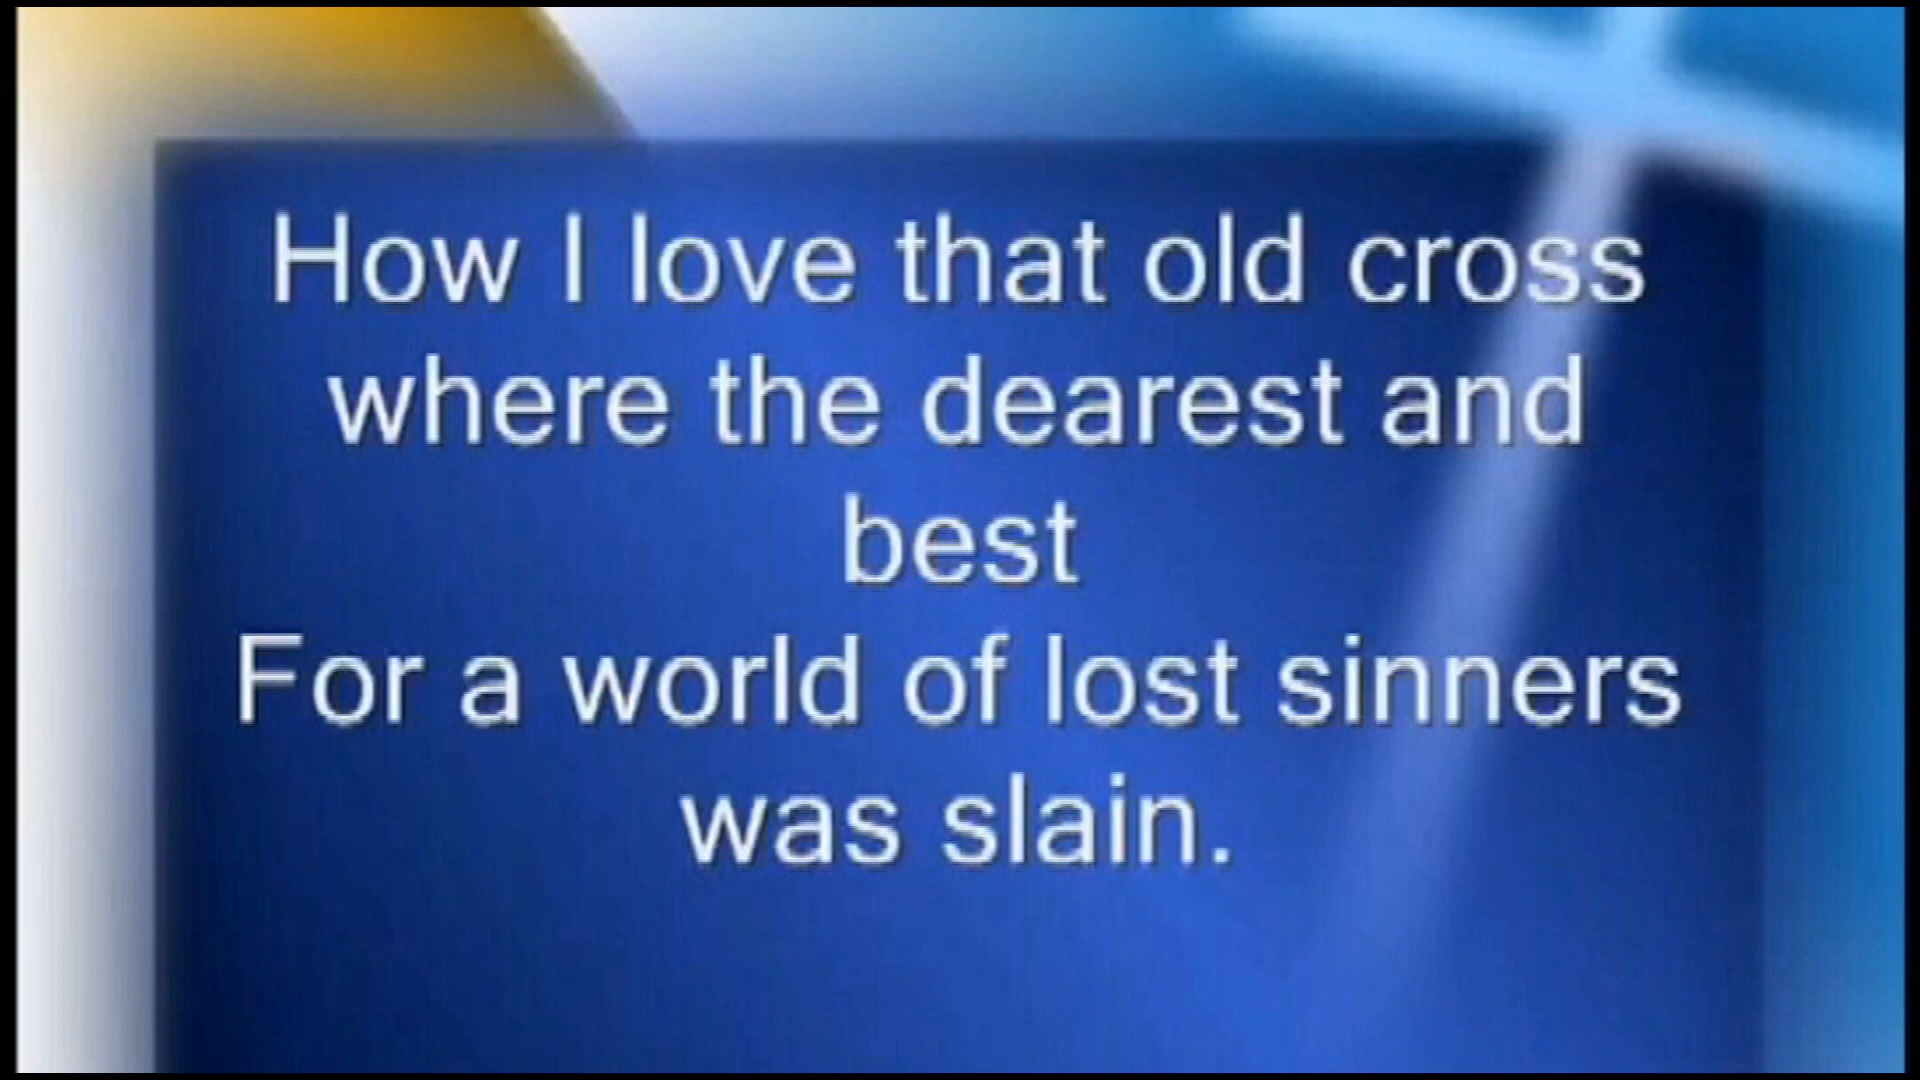 How I love that old cross
where the dearest and
best
For a world of lost sinners
was slain.